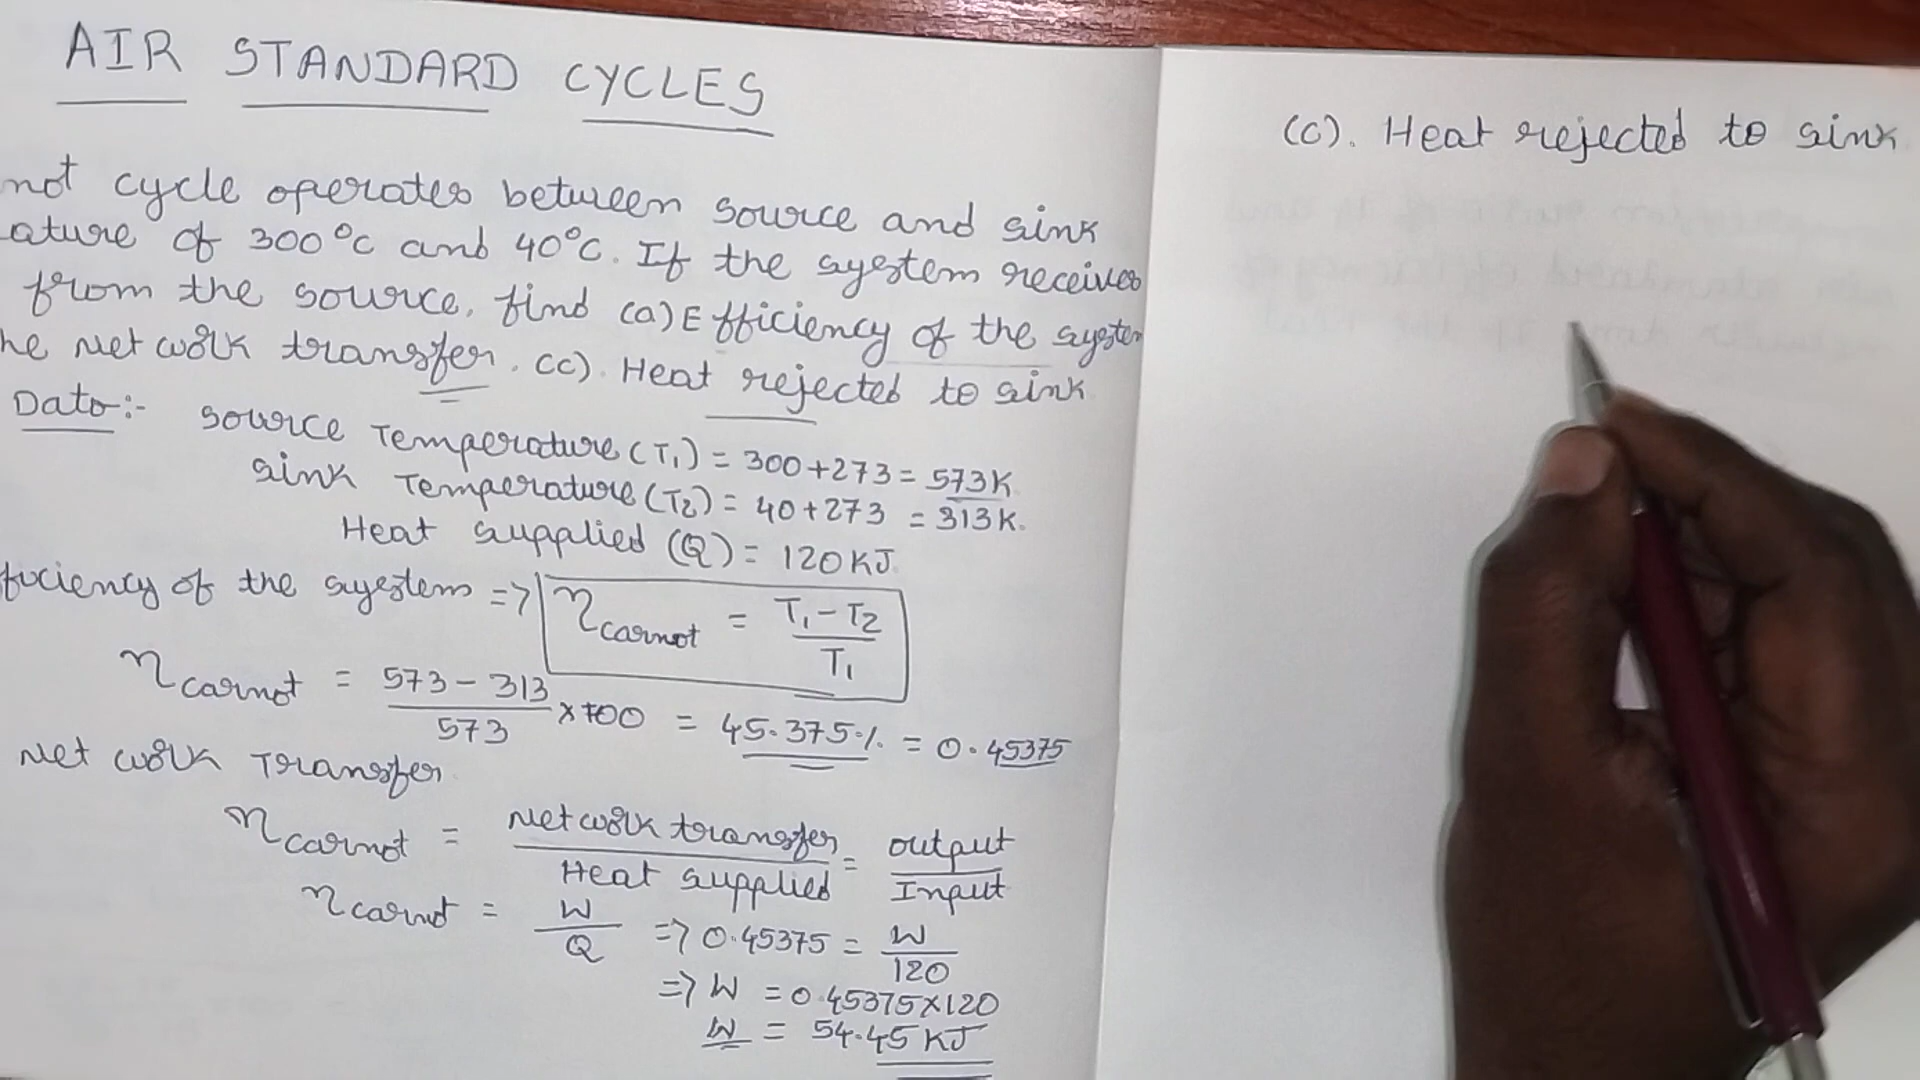 AIR STANDARD CYCLES
not cycle operates between source and sink
ature of 300°C and 40°C. If the system receives
from the source, find (a) Efficiency of the system
he net work transfer. (c). Heat rejected to sink
Data:- Source Temperature (T1) = 300+273 = 573K
Sink Temperature (T2) = 40+273 = 313K.
Heat supplied (Q) = 120 KJ
ficiency of the system => ηcarnot = T1-T2/T1
ηcarnot = 573-313/573 × 100 = 45.375% = 0.45375
Net work Transfer
ηcarnot = Net work transfer/Heat supplied = output/Input
ηcarnot = W/Q => 0.45375 = W/120
=> W = 0.45375×120
W = 54.45 KJ
(c). Heat rejected to sink